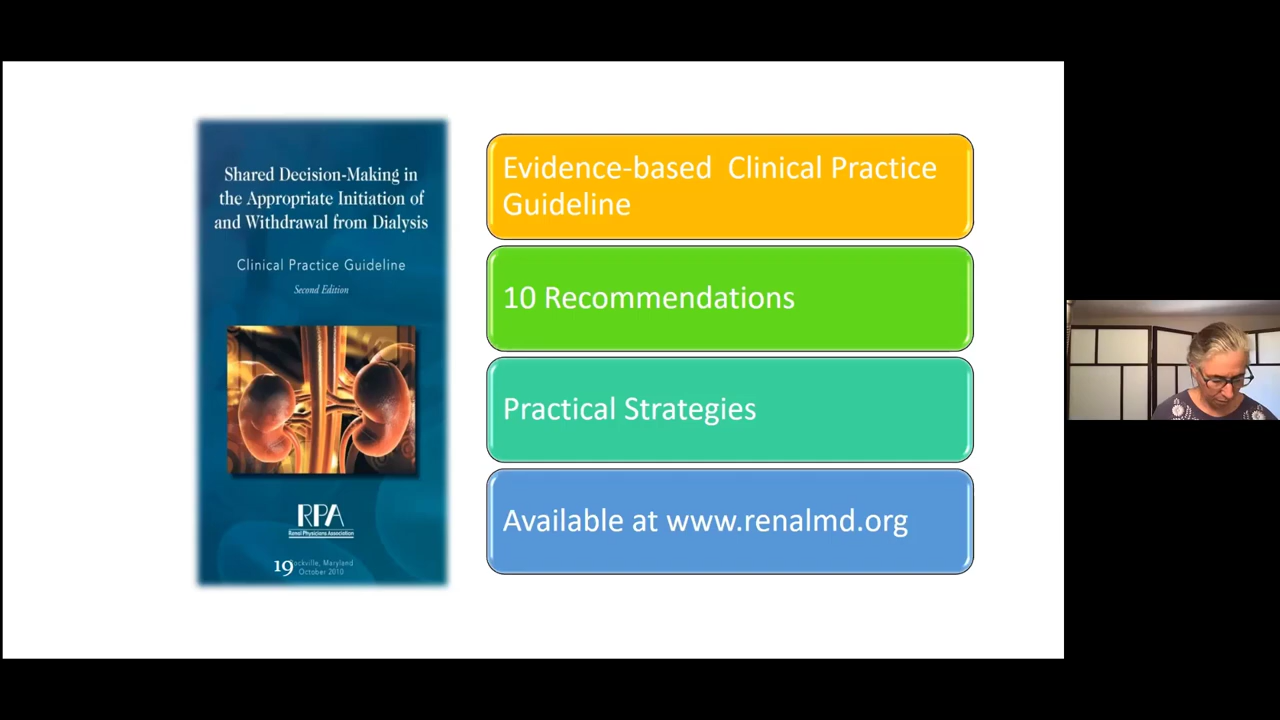 Shared Decision-Making in
the Appropriate Initiation of
and Withdrawal from Dialysis
Clinical Practice Guideline
Second Edition
RPA
Renal Physicians Association
19
ockville, Maryland
October 2010
Evidence-based  Clinical Practice
Guideline
10 Recommendations
Practical Strategies
Available at www.renalmd.org